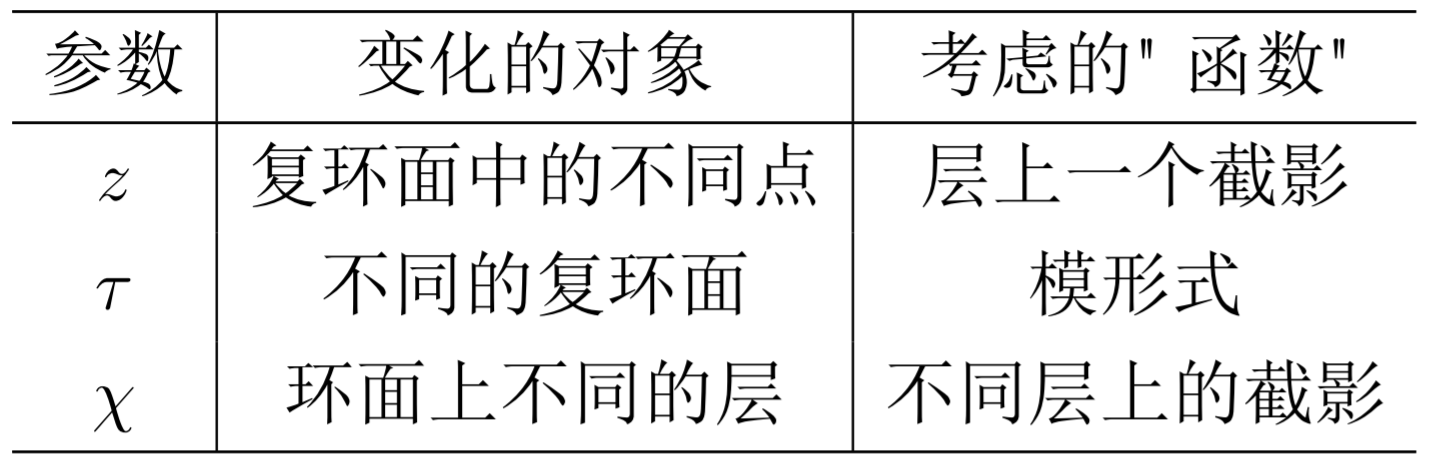 参数 变化的对象 考虑的" 函数"
z 复环面中的不同点 层上一个截影
τ 不同的复环面 模形式
χ 环面上不同的层 不同层上的截影